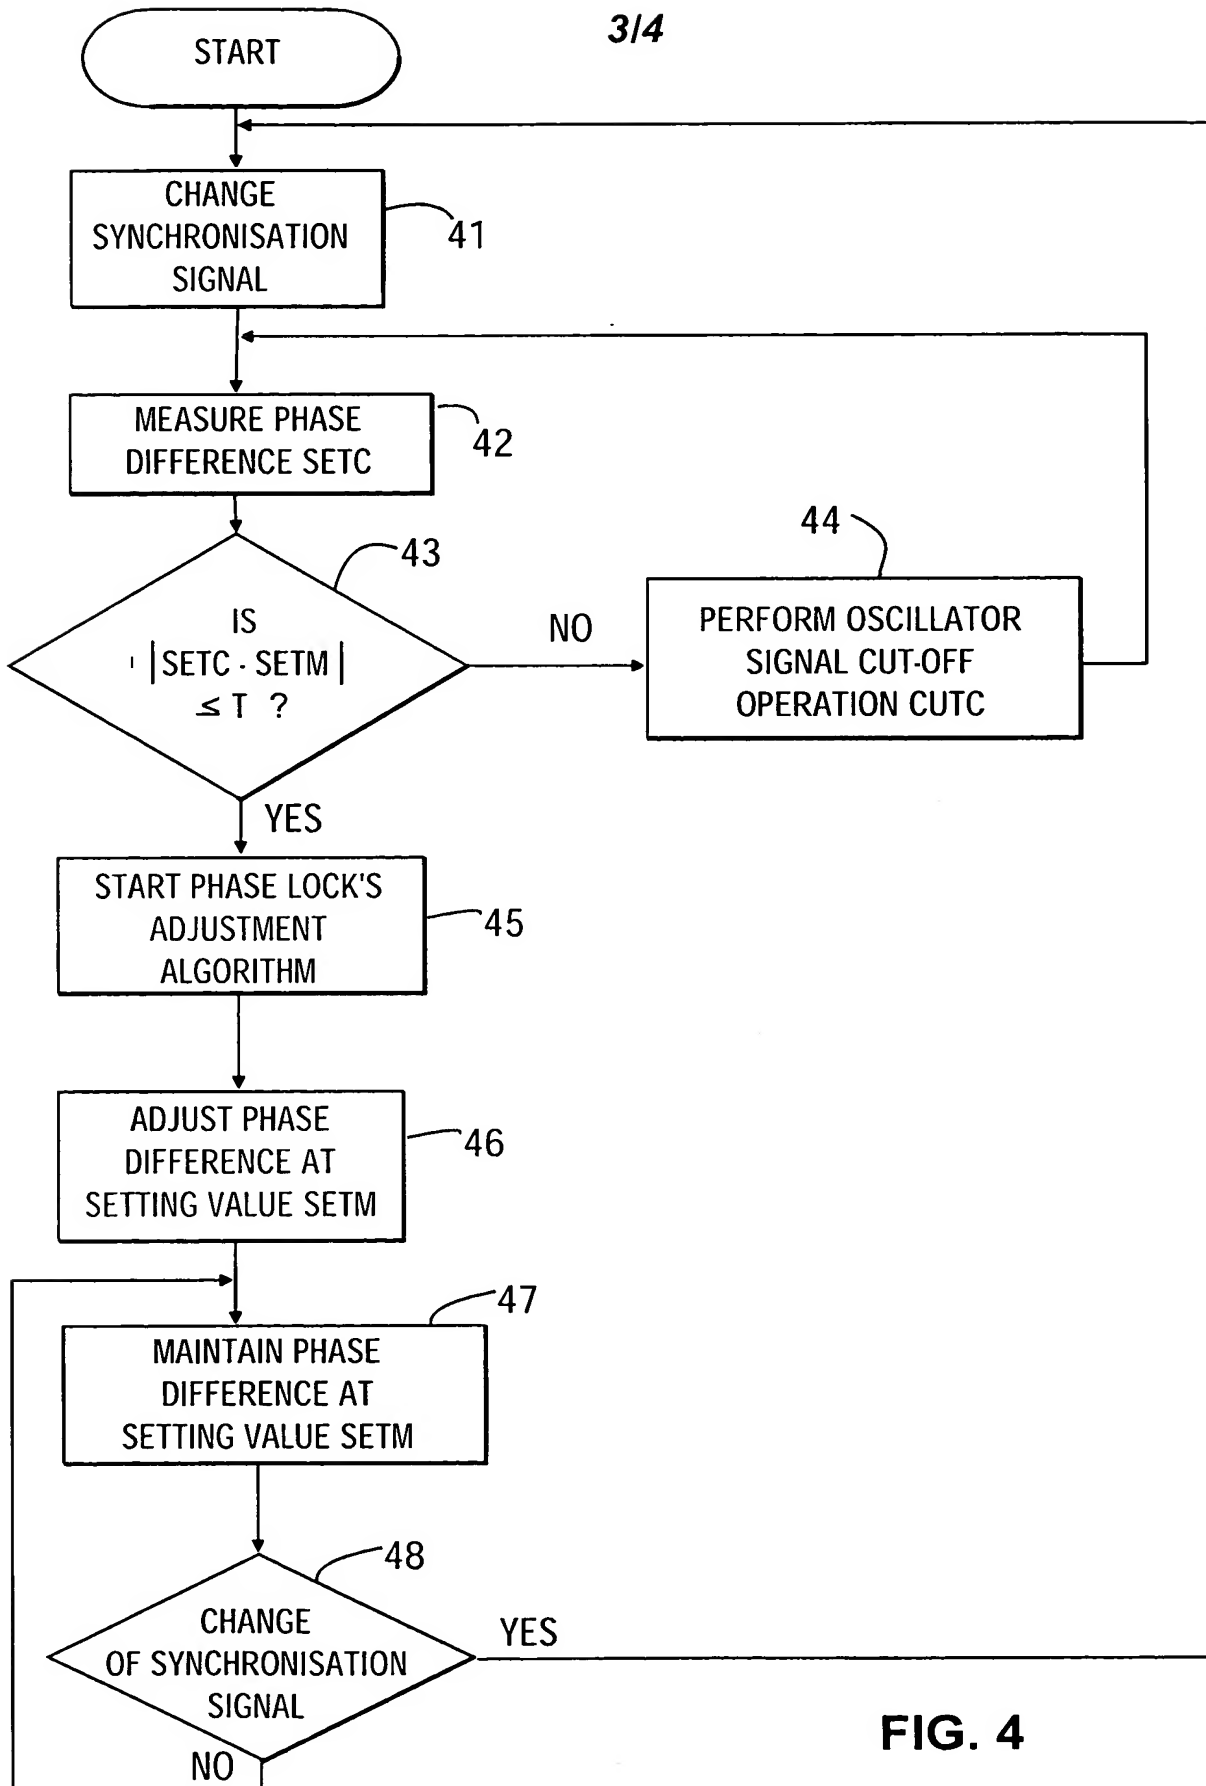 3/4
START
CHANGE
SYNCHRONISATION
SIGNAL
41
MEASURE PHASE
DIFFERENCE SETC
42
43
IS
|SETC - SETM|
≤ T ?
NO
44
PERFORM OSCILLATOR
SIGNAL CUT-OFF
OPERATION CUTC
YES
START PHASE LOCK'S
ADJUSTMENT
ALGORITHM
45
ADJUST PHASE
DIFFERENCE AT
SETTING VALUE SETM
46
47
MAINTAIN PHASE
DIFFERENCE AT
SETTING VALUE SETM
48
CHANGE
OF SYNCHRONISATION
SIGNAL
YES
NO
FIG. 4